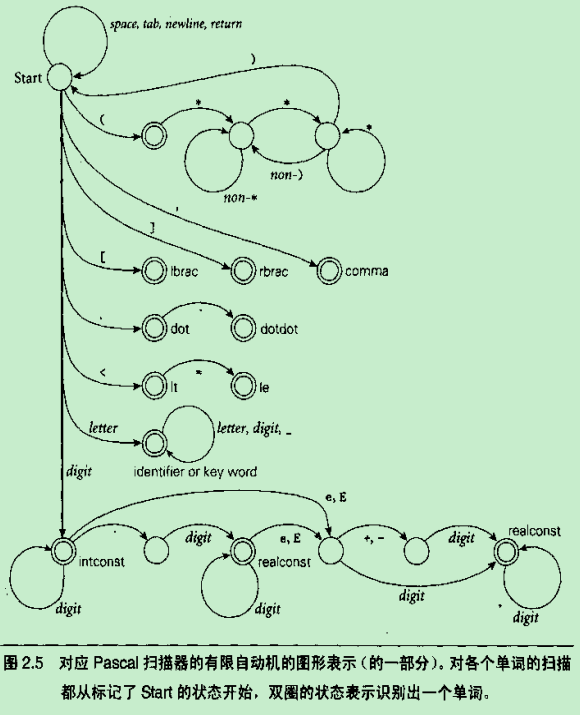 space, tab, newline, return
Start
)
(
*
*
*
non-)
non-*
,
]
[
lbrac
rbrac
comma
.
.
dot
dotdot
<
*
lt
le
letter
letter, digit, _
identifier or key word
digit
e, E
.
digit
e, E
+, -
digit
realconst
intconst
realconst
digit
digit
digit
digit
图 2.5 对应 Pascal 扫描器的有限自动机的图形表示（的一部分）。对各个单词的扫描
都从标记了 Start 的状态开始，双圈的状态表示识别出一个单词。